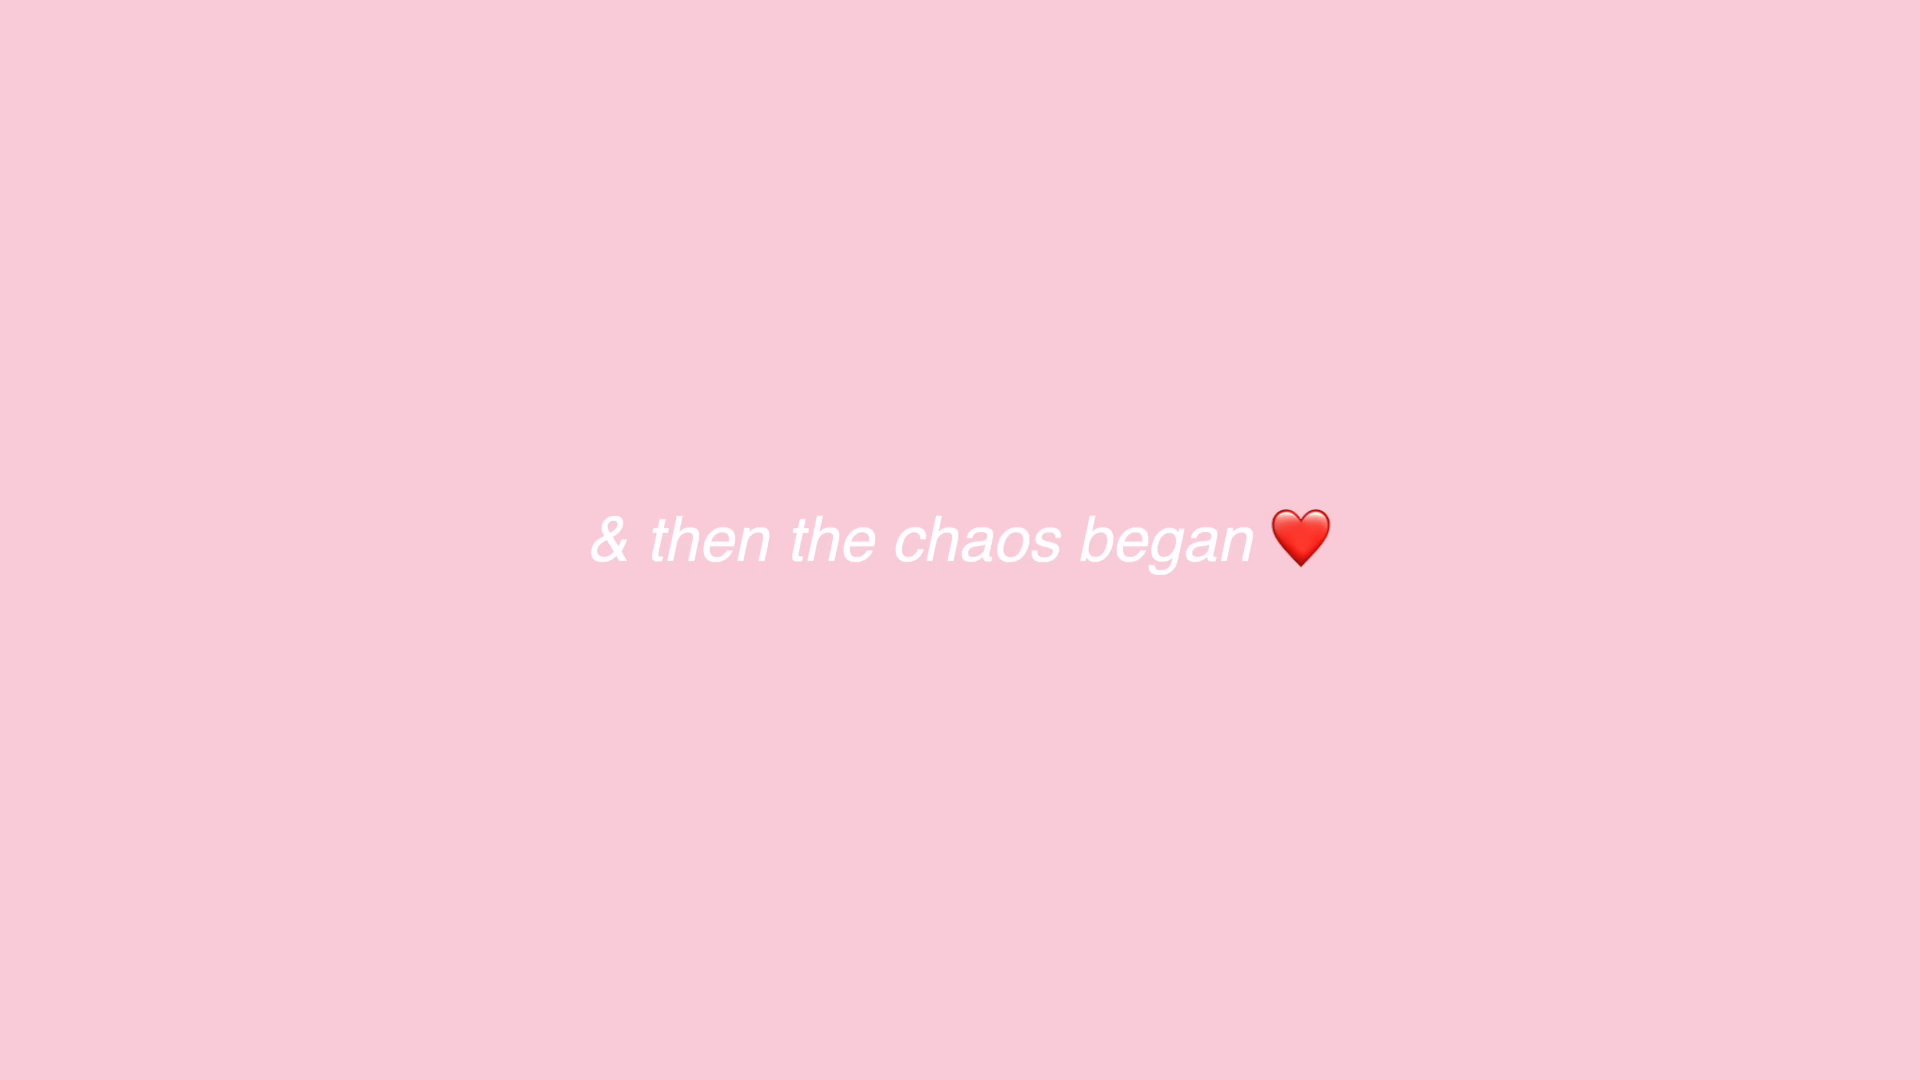 & then the chaos began ❤️